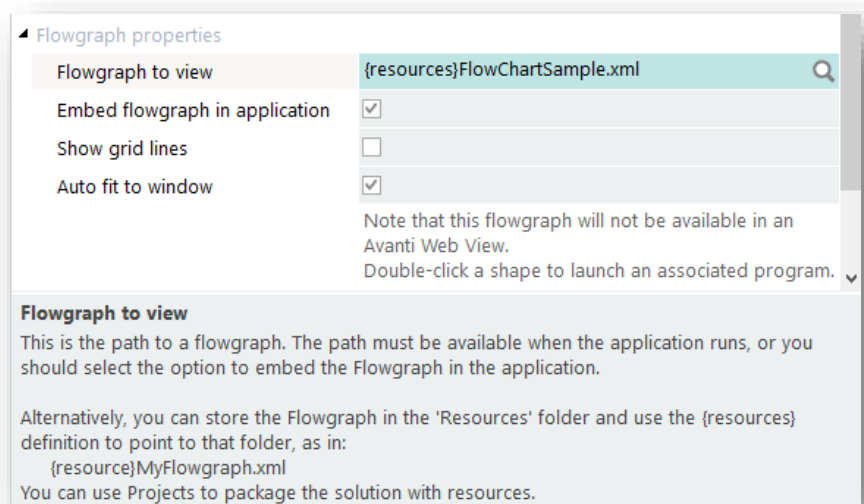 Flowgraph properties
Flowgraph to view {resources}FlowChartSample.xml
Embed flowgraph in application
Show grid lines
Auto fit to window
Note that this flowgraph will not be available in an
Avanti Web View.
Double-click a shape to launch an associated program.
Flowgraph to view
This is the path to a flowgraph. The path must be available when the application runs, or you
should select the option to embed the Flowgraph in the application.
Alternatively, you can store the Flowgraph in the 'Resources' folder and use the {resources}
definition to point to that folder, as in:
{resource}MyFlowgraph.xml
You can use Projects to package the solution with resources.